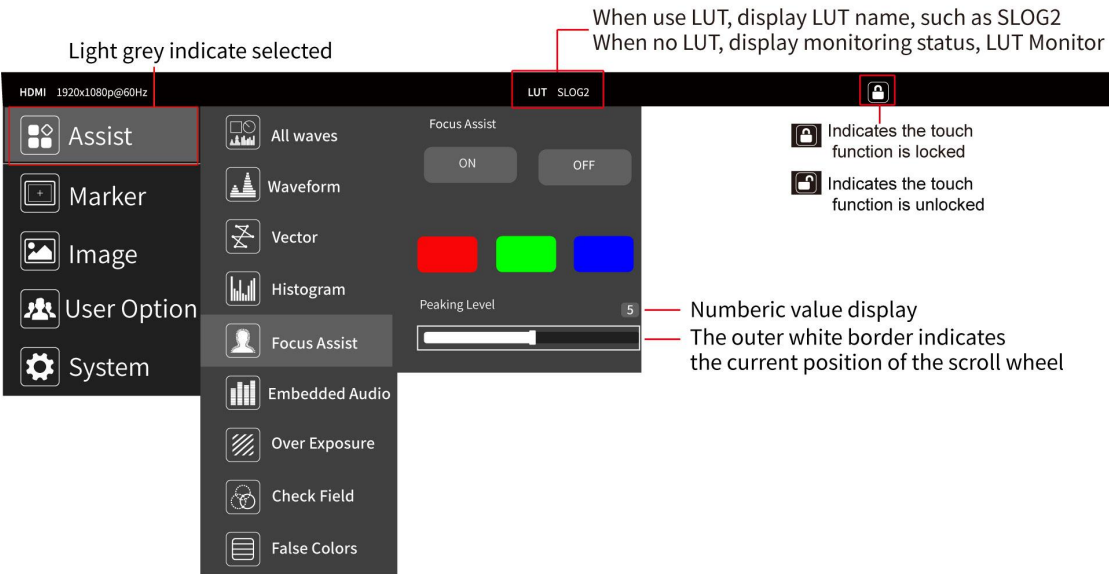 When use LUT, display LUT name, such as SLOG2
When no LUT, display monitoring status, LUT Monitor
Light grey indicate selected
HDMI 1920x1080p@60Hz
LUT SLOG2
Assist
Marker
Image
User Option
System
All waves
Waveform
Vector
Histogram
Focus Assist
Embedded Audio
Over Exposure
Check Field
False Colors
Focus Assist
ON OFF
Peaking Level 5
Indicates the touch
function is locked
Indicates the touch
function is unlocked
Numberic value display
The outer white border indicates
the current position of the scroll wheel